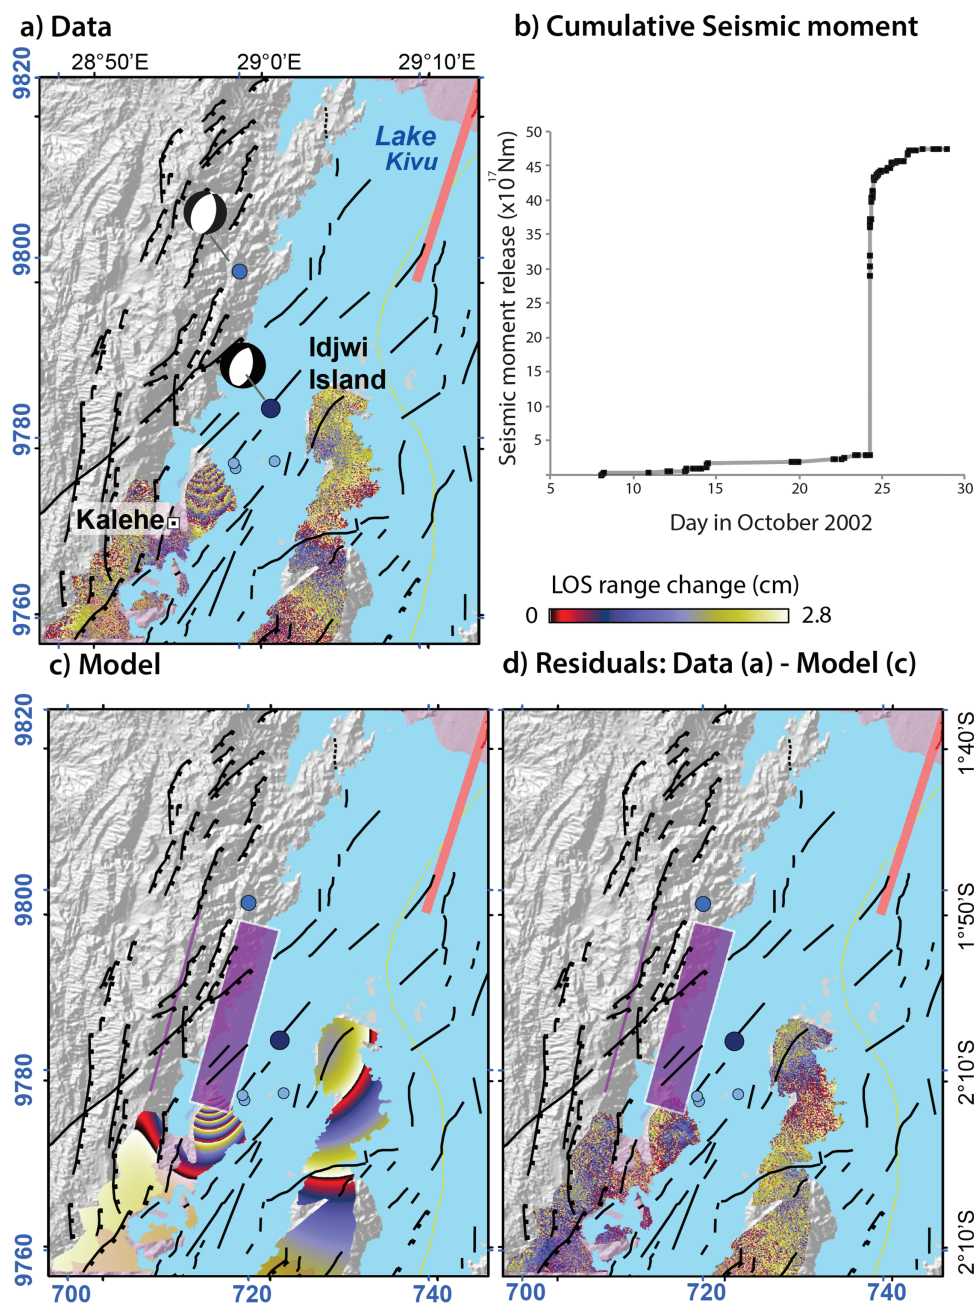 a) Data
b) Cumulative Seismic moment
28°50'E 29°0'E 29°10'E
9820
9800
9780
9760
Lake
Kivu
Idjwi
Island
Kalehe
Seismic moment release (x10¹⁷ Nm)
50
45
40
35
30
25
20
15
10
5
5 10 15 20 25 30
Day in October 2002
LOS range change (cm)
0 2.8
c) Model
d) Residuals: Data (a) - Model (c)
9820
9800
9780
9760
700 720 740
1°40'S
1°50'S
2°10'S
2°10'S
700 720 740